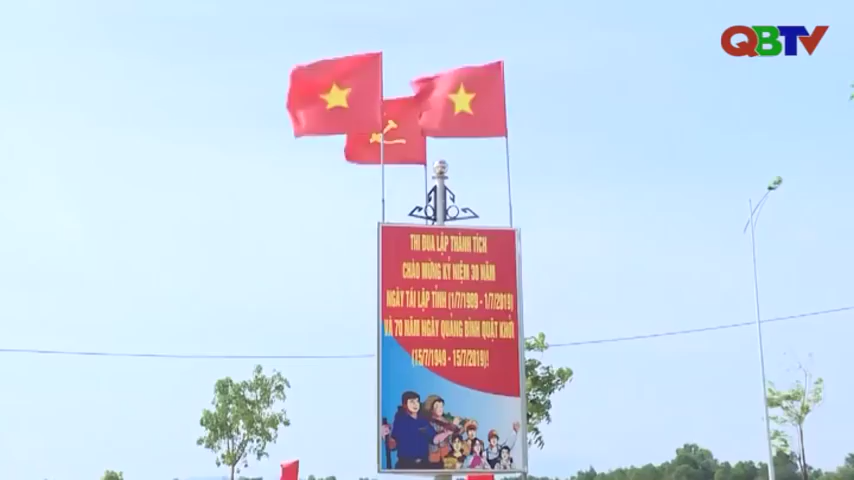 QBTV
THI ĐUA LẬP THÀNH TÍCH
CHÀO MỪNG KỶ NIỆM 30 NĂM
NGÀY TÁI LẬP TỈNH (1/7/1989 - 1/7/2019)
VÀ 70 NĂM NGÀY QUẢNG BÌNH QUẬT KHỞI
(15/7/1949 - 15/7/2019)!